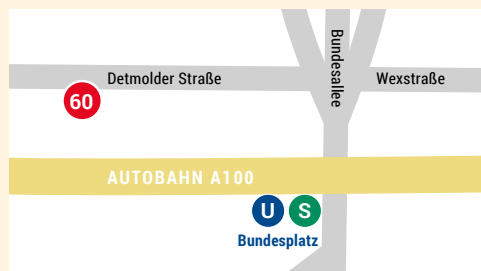 Bundesallee
Detmolder Straße
Wexstraße
60
AUTOBAHN A100
U S
Bundesplatz